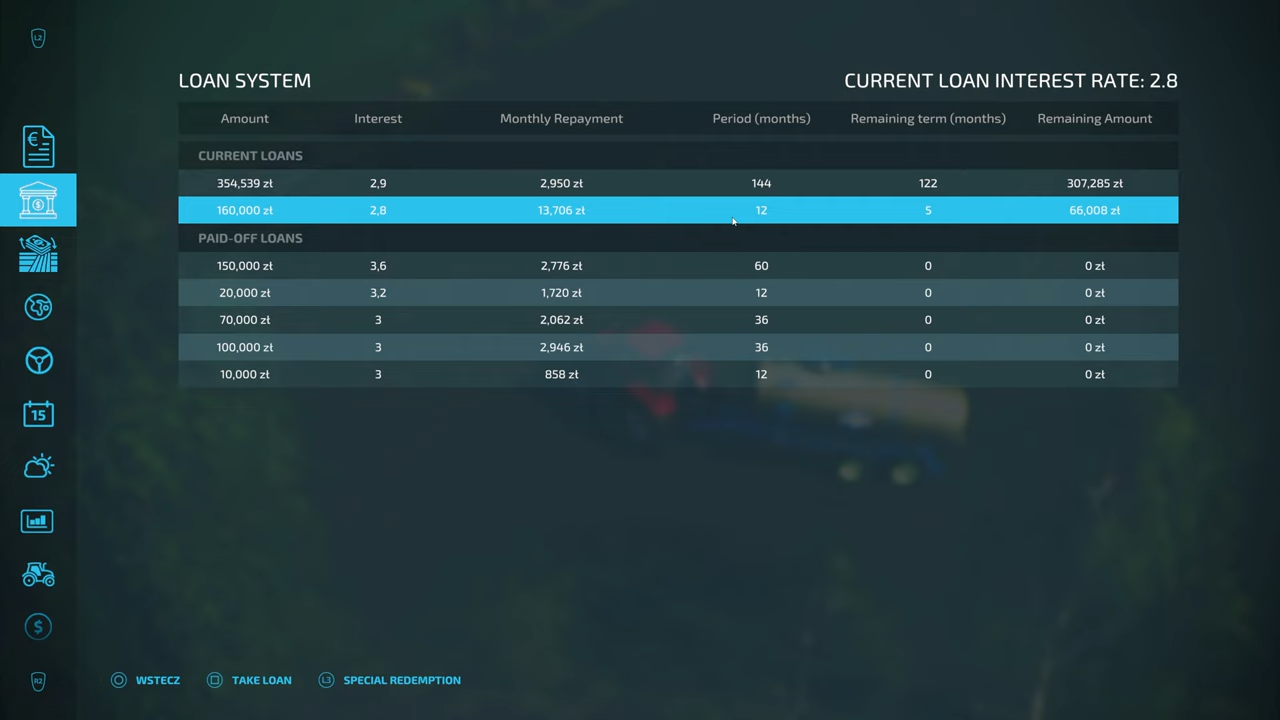 L2
LOAN SYSTEM
CURRENT LOAN INTEREST RATE: 2.8
Amount Interest Monthly Repayment Period (months) Remaining term (months) Remaining Amount
CURRENT LOANS
354,539 zł 2,9 2,950 zł 144 122 307,285 zł
160,000 zł 2,8 13,706 zł 12 5 66,008 zł
PAID-OFF LOANS
150,000 zł 3,6 2,776 zł 60 0 0 zł
20,000 zł 3,2 1,720 zł 12 0 0 zł
70,000 zł 3 2,062 zł 36 0 0 zł
100,000 zł 3 2,946 zł 36 0 0 zł
10,000 zł 3 858 zł 12 0 0 zł
€
$
15
$
R2
WSTECZ TAKE LOAN L3 SPECIAL REDEMPTION